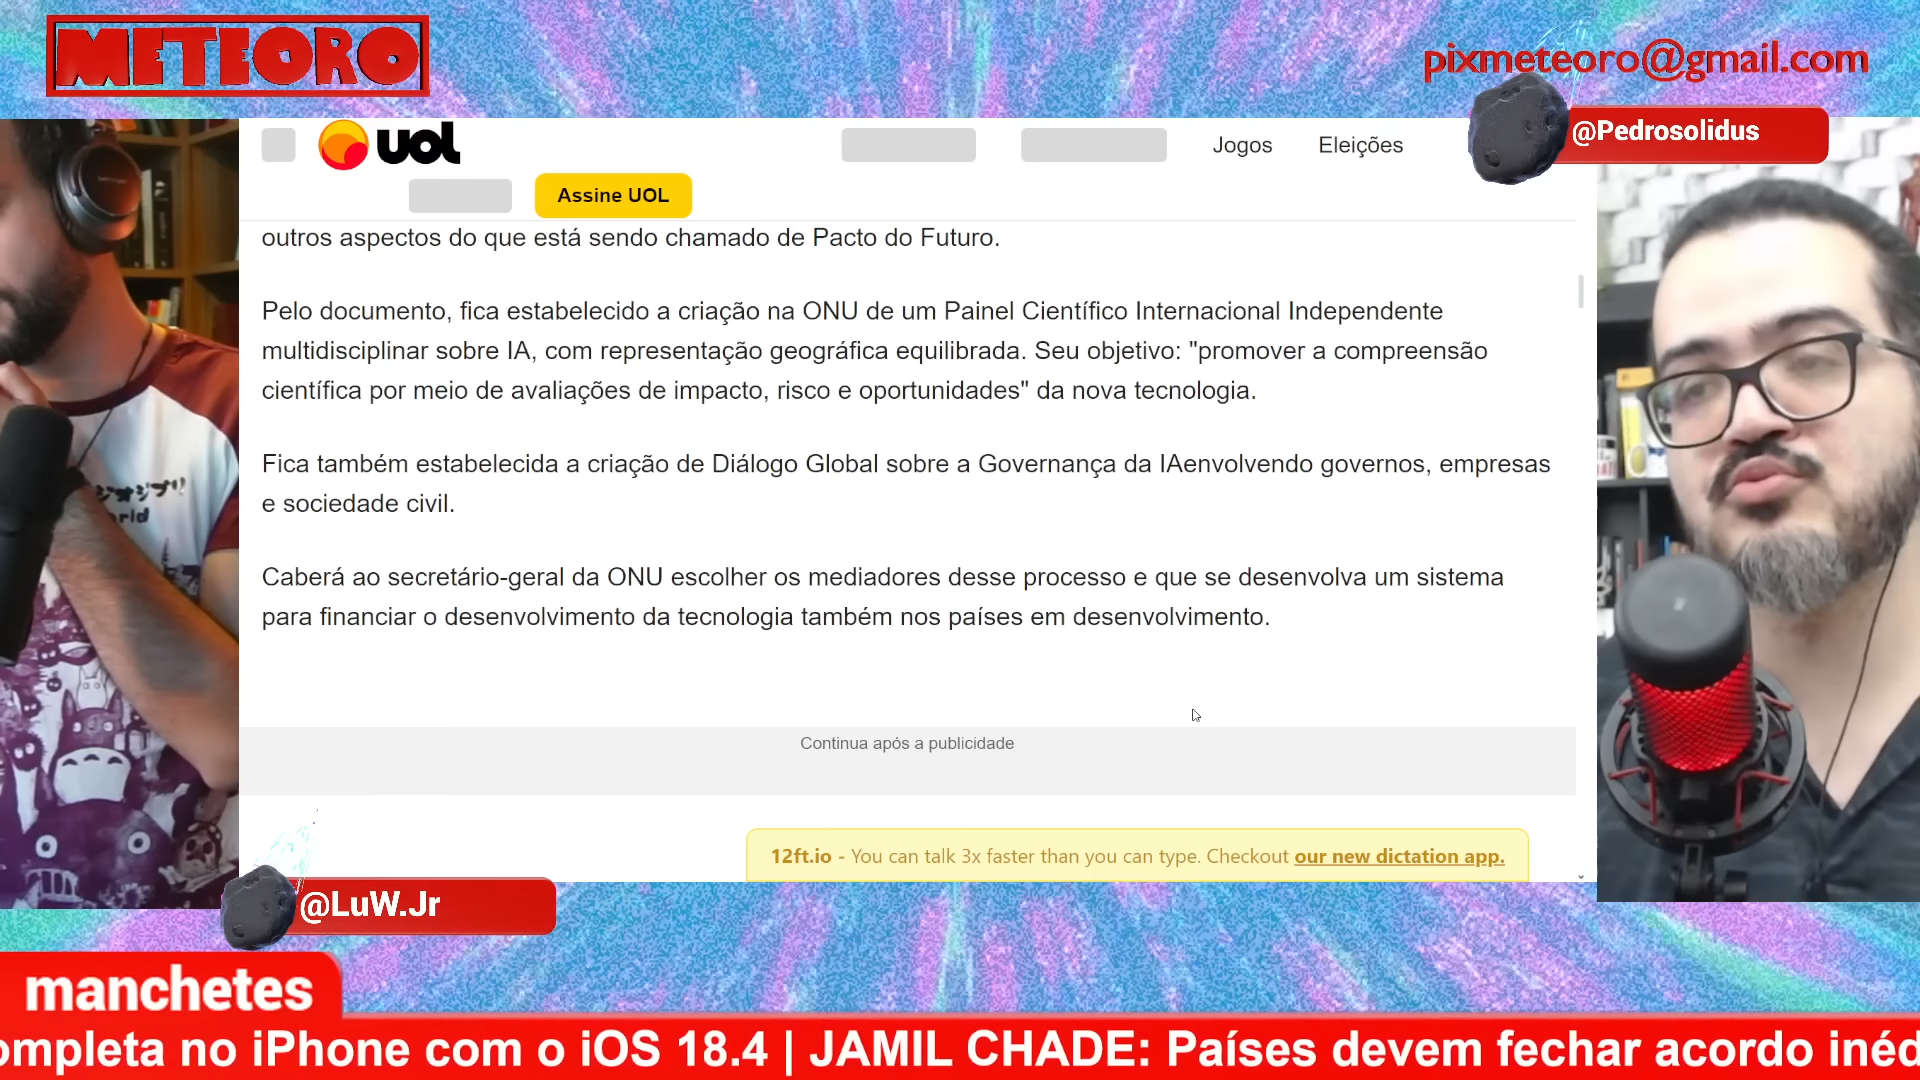 METEORO
pixmeteoro@gmail.com
@Pedrosolidus
uol
Jogos
Eleições
Assine UOL
outros aspectos do que está sendo chamado de Pacto do Futuro.
Pelo documento, fica estabelecido a criação na ONU de um Painel Científico Internacional Independente
multidisciplinar sobre IA, com representação geográfica equilibrada. Seu objetivo: "promover a compreensão
científica por meio de avaliações de impacto, risco e oportunidades" da nova tecnologia.
Fica também estabelecida a criação de Diálogo Global sobre a Governança da IAenvolvendo governos, empresas
e sociedade civil.
Caberá ao secretário-geral da ONU escolher os mediadores desse processo e que se desenvolva um sistema
para financiar o desenvolvimento da tecnologia também nos países em desenvolvimento.
Continua após a publicidade
12ft.io - You can talk 3x faster than you can type. Checkout our new dictation app.
@LuW.Jr
manchetes
ompleta no iPhone com o iOS 18.4 | JAMIL CHADE: Países devem fechar acordo inéd